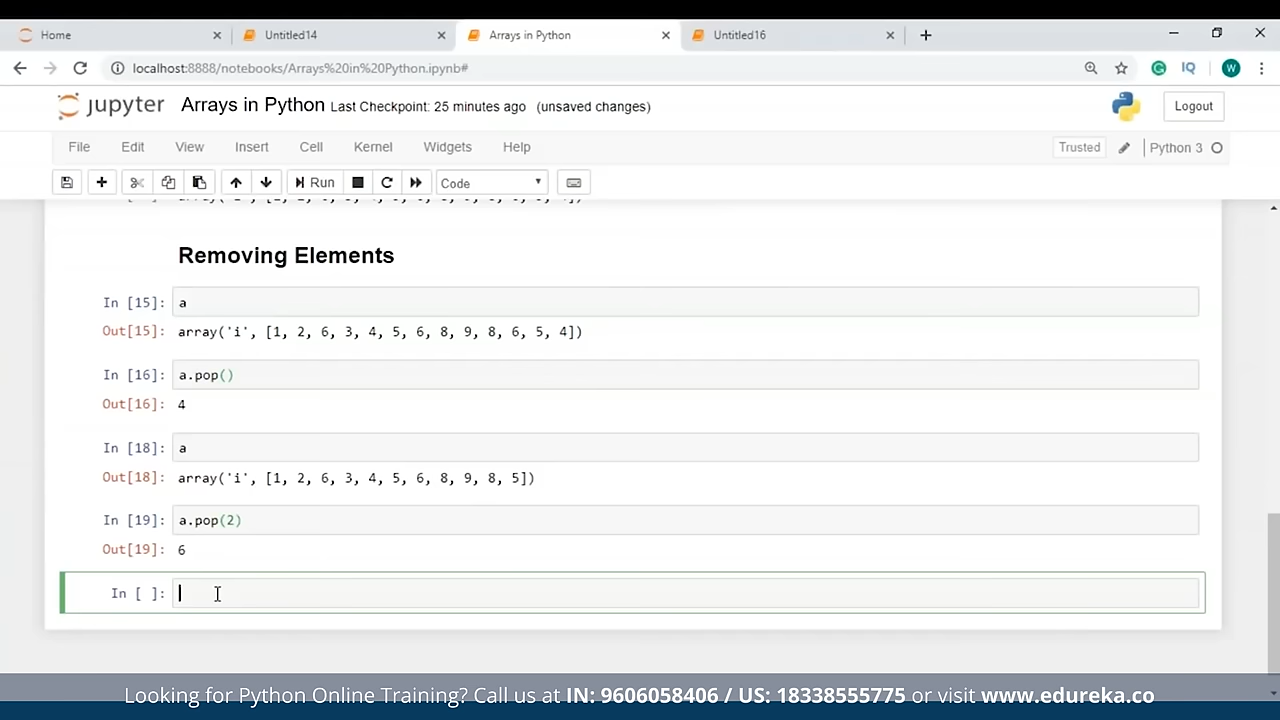 Home
Untitled14
Arrays in Python
Untitled16
localhost:8888/notebooks/Arrays%20in%20Python.ipynb#
IQ
W
jupyter Arrays in Python Last Checkpoint: 25 minutes ago (unsaved changes)
Logout
File Edit View Insert Cell Kernel Widgets Help
Trusted
Python 3
Run
Code
Removing Elements
In [15]: a
Out[15]: array('i', [1, 2, 6, 3, 4, 5, 6, 8, 9, 8, 6, 5, 4])
In [16]: a.pop()
Out[16]: 4
In [18]: a
Out[18]: array('i', [1, 2, 6, 3, 4, 5, 6, 8, 9, 8, 5])
In [19]: a.pop(2)
Out[19]: 6
In [ ]:
Looking for Python Online Training? Call us at IN: 9606058406 / US: 18338555775 or visit www.edureka.co